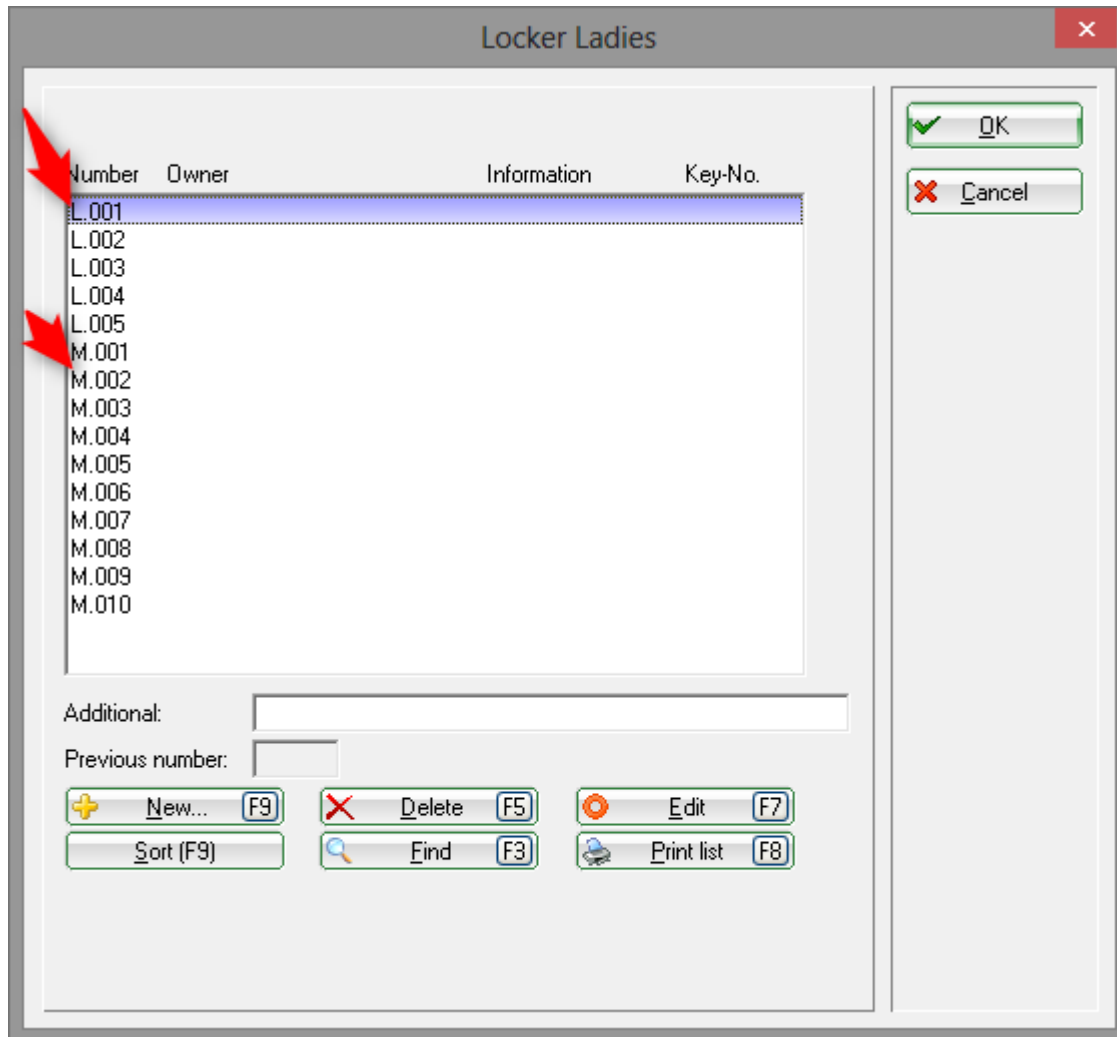 Locker Ladies
OK
Cancel
Number Owner Information Key-No.
L.001
L.002
L.003
L.004
L.005
M.001
M.002
M.003
M.004
M.005
M.006
M.007
M.008
M.009
M.010
Additional:
Previous number:
New... F9 Delete F5 Edit F7
Sort (F9) Find F3 Print list F8